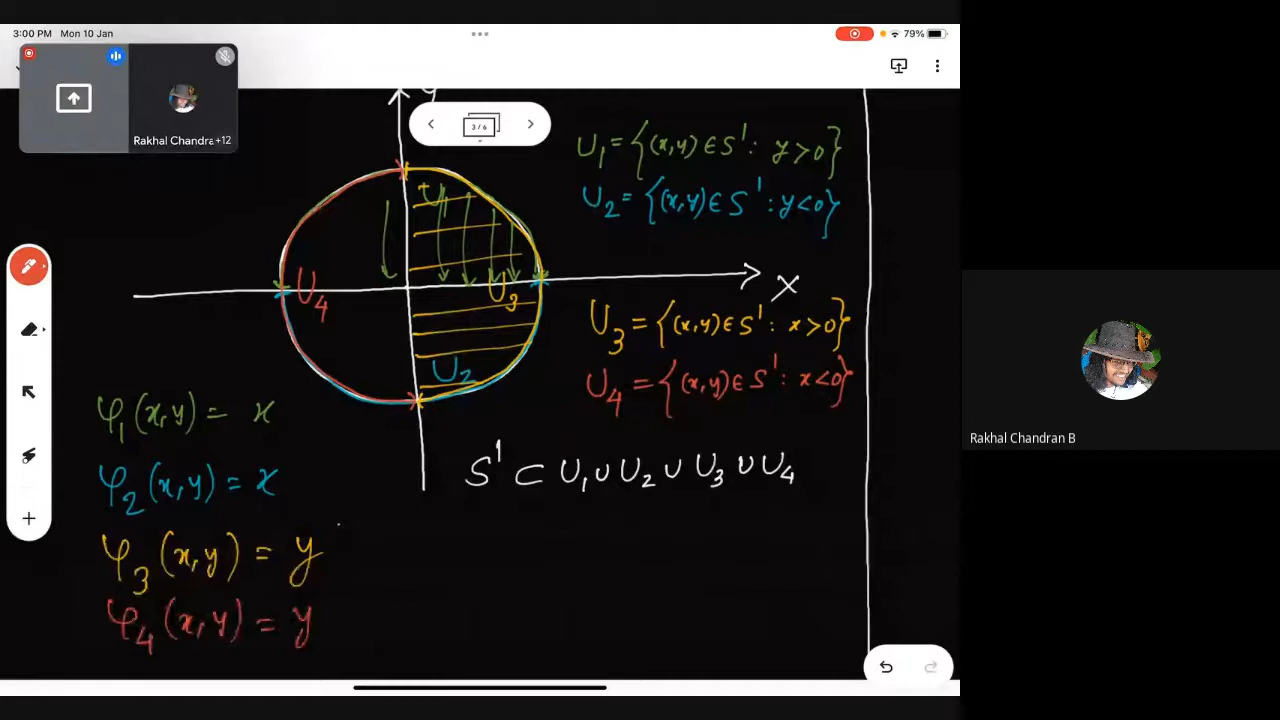 3:00 PM Mon 10 Jan
79%
Rakhal Chandra +12
3 / 6
y
U₁ = {(x,y) ∈ S¹ : y > 0}
U₂ = {(x,y) ∈ S¹ : y < 0}
U₁
U₄
U₃
X
U₃ = {(x,y) ∈ S¹ : x > 0}
U₂
U₄ = {(x,y) ∈ S¹ : x < 0}
φ₁(x,y) = x
S¹ ⊂ U₁ ∪ U₂ ∪ U₃ ∪ U₄
φ₂(x,y) = x
φ₃(x,y) = y
φ₄(x,y) = y
Rakhal Chandran B